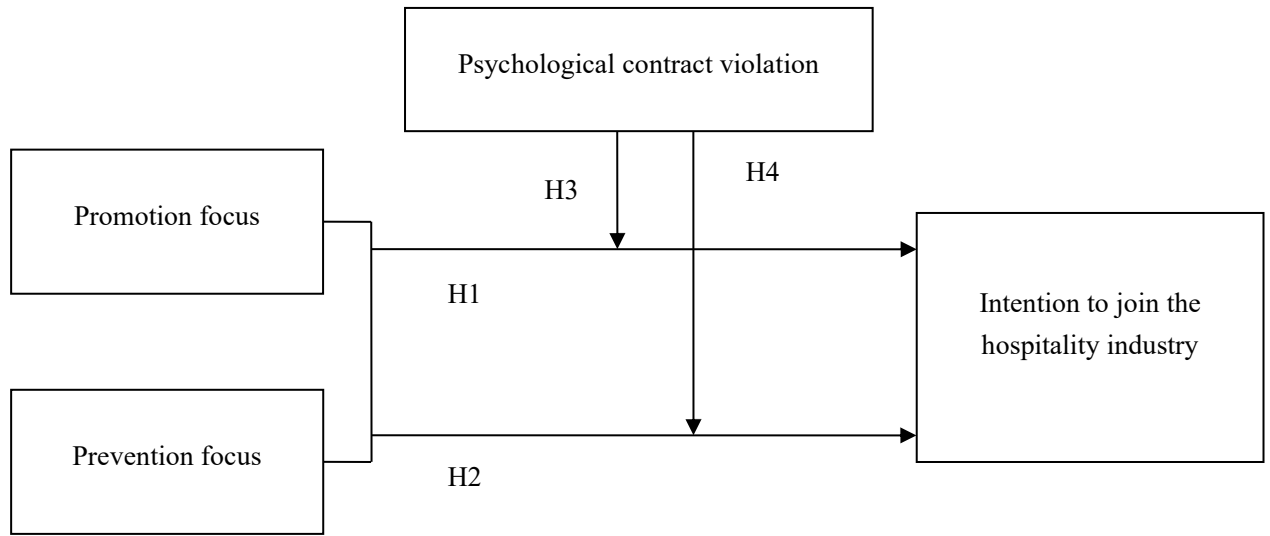 Psychological contract violation
H3
H4
Promotion focus
H1
Intention to join the
hospitality industry
Prevention focus
H2